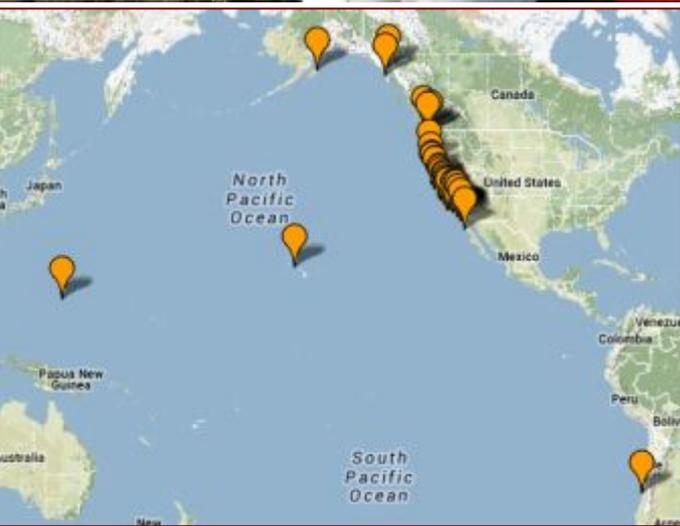 Canada
United States
Japan
North
Pacific
Ocean
Mexico
Venezu
Colombia
Papua New
Guinea
Peru
Boliv
ustralia
South
Pacific
Ocean
New